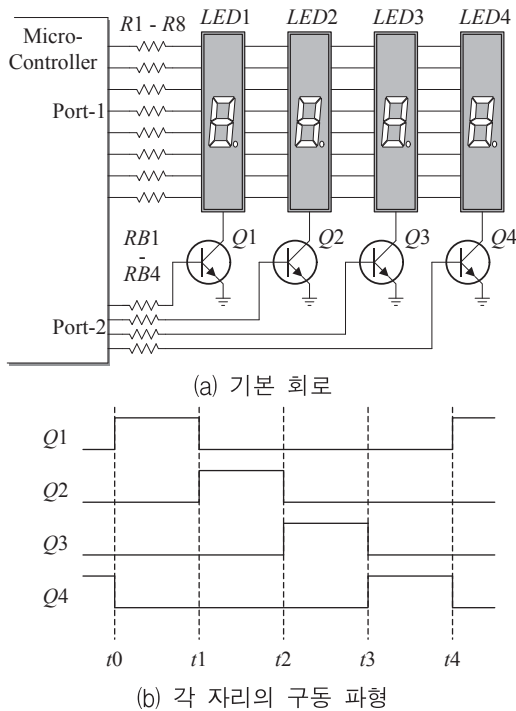 R1 - R8
LED1
LED2
LED3
LED4
Micro-
Controller
Port-1
RB1
-
RB4
Q1
Q2
Q3
Q4
Port-2
(a) 기본 회로
Q1
Q2
Q3
Q4
t0
t1
t2
t3
t4
(b) 각 자리의 구동 파형